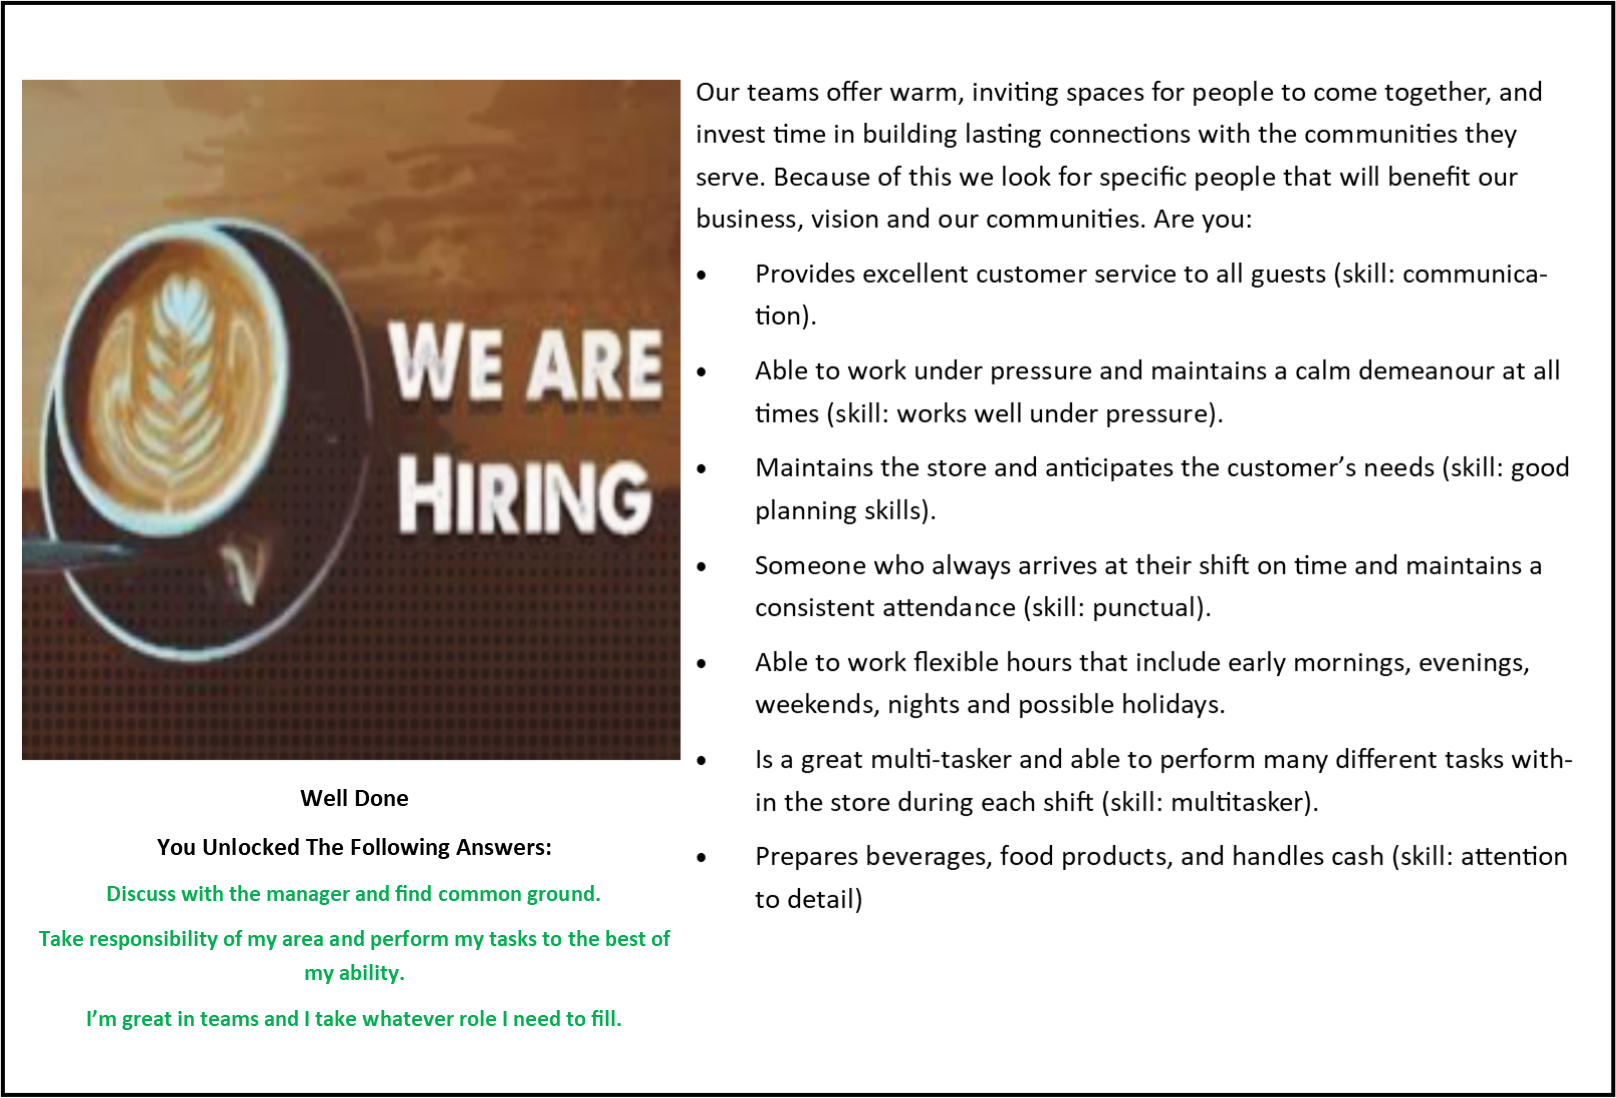 WE ARE
HIRING
Well Done
You Unlocked The Following Answers:
Discuss with the manager and find common ground.
Take responsibility of my area and perform my tasks to the best of
my ability.
I'm great in teams and I take whatever role I need to fill.
Our teams offer warm, inviting spaces for people to come together, and
invest time in building lasting connections with the communities they
serve. Because of this we look for specific people that will benefit our
business, vision and our communities. Are you:
• Provides excellent customer service to all guests (skill: communica-
tion).
• Able to work under pressure and maintains a calm demeanour at all
times (skill: works well under pressure).
• Maintains the store and anticipates the customer's needs (skill: good
planning skills).
• Someone who always arrives at their shift on time and maintains a
consistent attendance (skill: punctual).
• Able to work flexible hours that include early mornings, evenings,
weekends, nights and possible holidays.
• Is a great multi-tasker and able to perform many different tasks with-
in the store during each shift (skill: multitasker).
• Prepares beverages, food products, and handles cash (skill: attention
to detail)